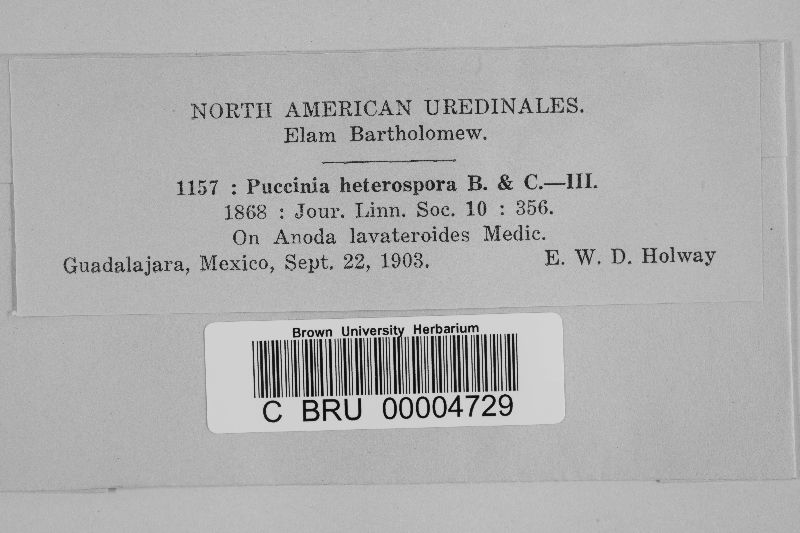 NORTH AMERICAN UREDINALES.
Elam Bartholomew.
1157 : Puccinia heterospora B. & C.—III.
1868 : Jour. Linn. Soc. 10 : 356.
On Anoda lavateroides Medic.
Guadalajara, Mexico, Sept. 22, 1903. E. W. D. Holway
Brown University Herbarium
C BRU 00004729